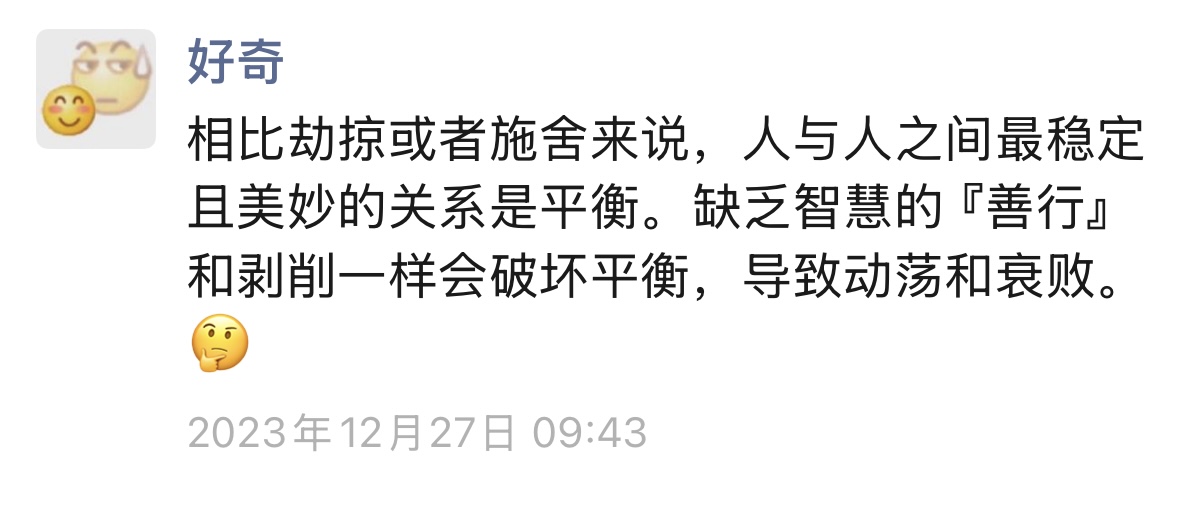 好奇
相比劫掠或者施舍来说，人与人之间最稳定
且美妙的关系是平衡。缺乏智慧的『善行』
和剥削一样会破坏平衡，导致动荡和衰败。
🤔
2023年12月27日 09:43